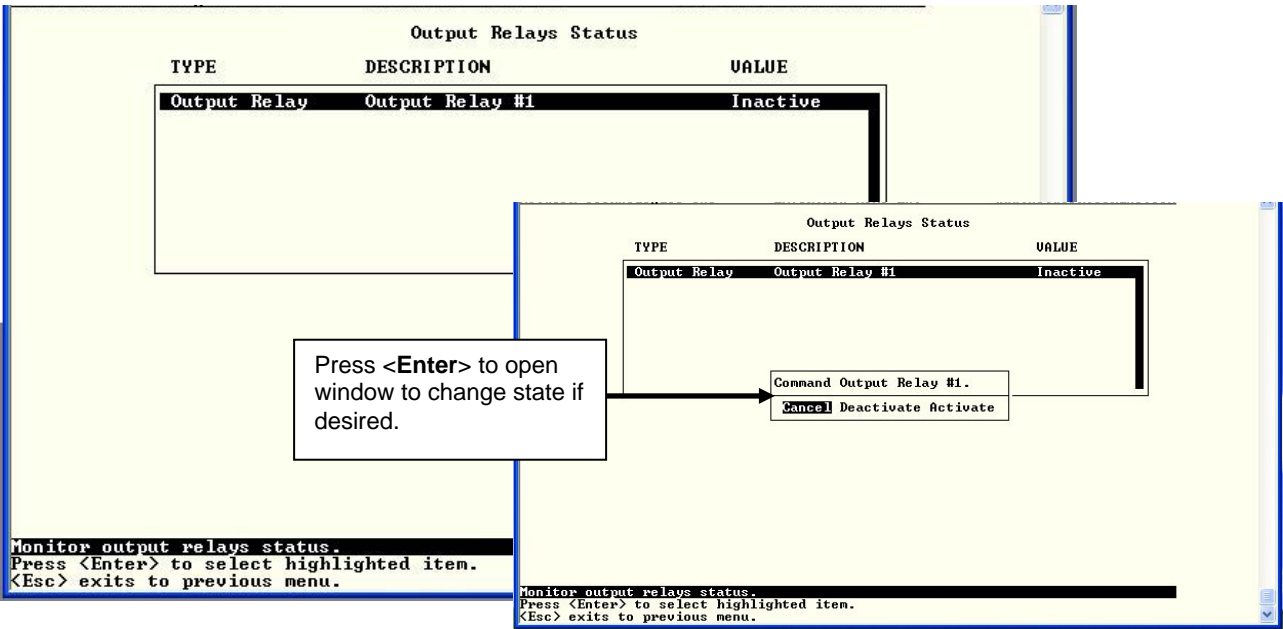 Output Relays Status
TYPE DESCRIPTION VALUE
Output Relay Output Relay #1 Inactive
Monitor output relays status.
Press <Enter> to select highlighted item.
<Esc> exits to previous menu.
Press <Enter> to open
window to change state if
desired.
Output Relays Status
TYPE DESCRIPTION VALUE
Output Relay Output Relay #1 Inactive
Command Output Relay #1.
Cancel Deactivate Activate
Monitor output relays status.
Press <Enter> to select highlighted item.
<Esc> exits to previous menu.